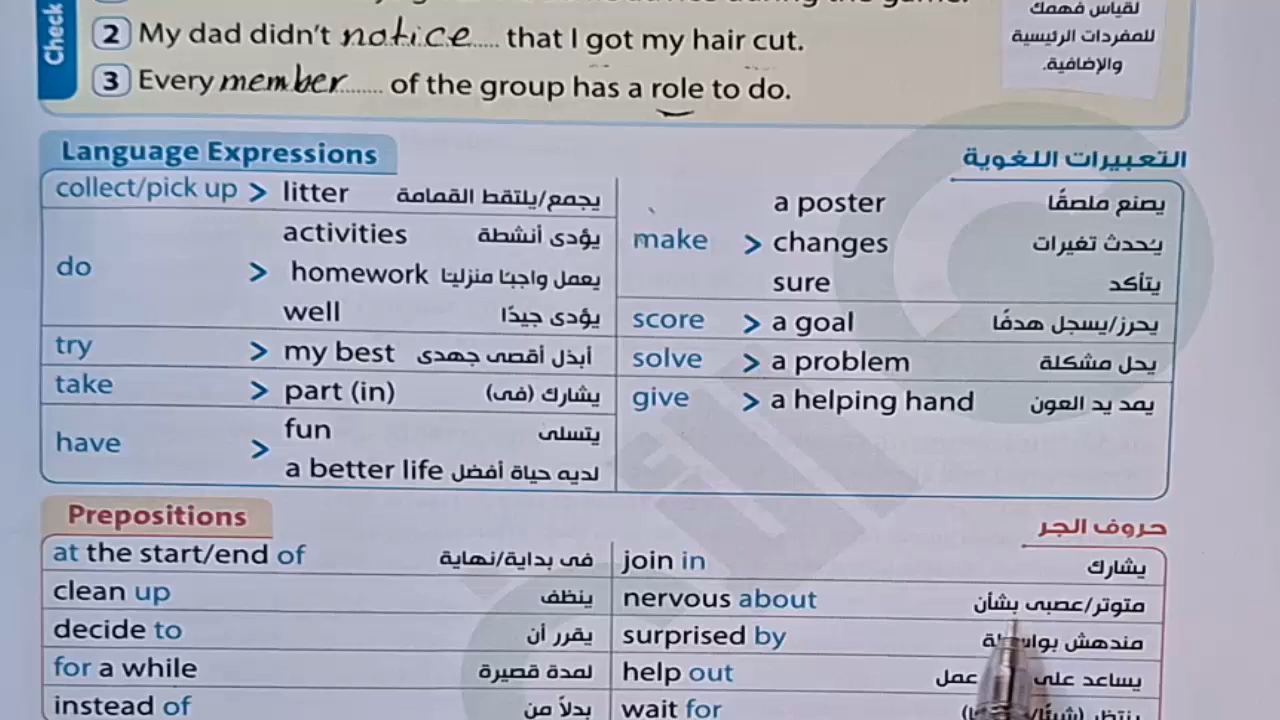 Check
2 My dad didn't notice that I got my hair cut.
3 Every member of the group has a role to do.
لقياس فهمك
للمفردات الرئيسية
والإضافية.
Language Expressions
التعبيرات اللغوية
collect/pick up > litter يجمع/يلتقط القمامة
do > activities يؤدى أنشطة
homework يعمل واجبًا منزليًا
well يؤدى جيدًا
try > my best أبذل أقصى جهدى
take > part (in) يشارك (فى)
have > fun يتسلى
a better life لديه حياة أفضل
make > a poster يصنع ملصقًا
changes يُحدث تغيرات
sure يتأكد
score > a goal يحرز/يسجل هدفًا
solve > a problem يحل مشكلة
give > a helping hand يمد يد العون
Prepositions
حروف الجر
at the start/end of فى بداية/نهاية
clean up ينظف
decide to يقرر أن
for a while لمدة قصيرة
instead of بدلاً من
join in يشارك
nervous about متوتر/عصبى بشأن
surprised by مندهش
help out يساعد على عمل
wait for ينتظر